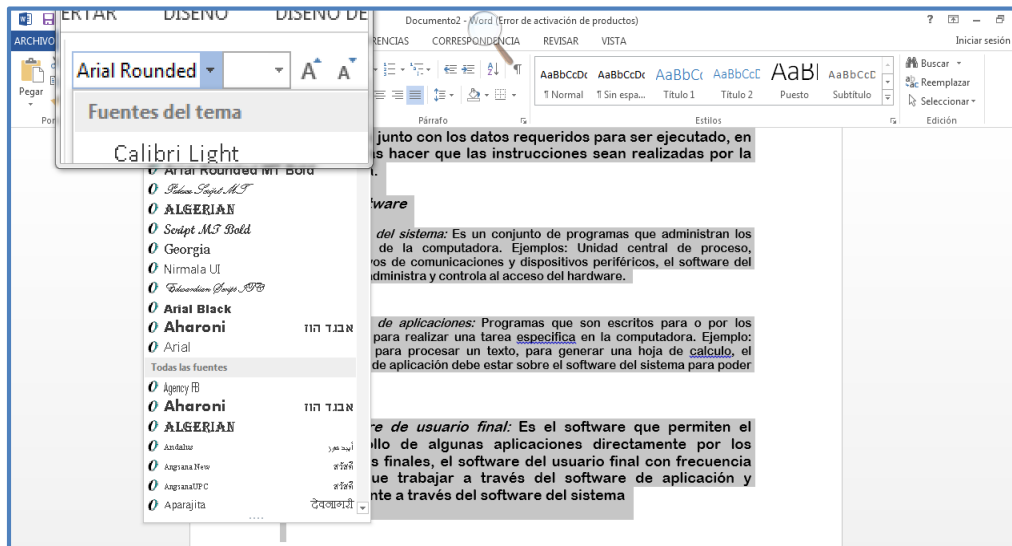 ERTAR DISEÑO DISEÑO DE
Documento2 - Word (Error de activación de productos)
ARCHIVO RENCIAS CORRESPONDENCIA REVISAR VISTA Iniciar sesión
Pegar
Arial Rounded
Fuentes del tema
Calibri Light
AaBbCcDc AaBbCcDc AaBbC( AaBbCcC AaBl AaBbCcD
¶ Normal ¶ Sin espa... Título 1 Título 2 Puesto Subtítulo
Buscar
Reemplazar
Seleccionar
Párrafo Estilos Edición
Arial Rounded MT Bold
Palace Script MT
ALGERIAN
Script MT Bold
Georgia
Nirmala UI
Edwardian Script ITC
Arial Black
Aharoni אבגד הוז
Arial
Todas las fuentes
Agency FB
Aharoni אבגד הוז
ALGERIAN
Andalus أبجد هوز
Angsana New สวัสดี
AngsanaUPC สวัสดี
Aparajita देवनागरी
junto con los datos requeridos para ser ejecutado, en
hacer que las instrucciones sean realizadas por la
del sistema: Es un conjunto de programas que administran los
de la computadora. Ejemplos: Unidad central de proceso,
de comunicaciones y dispositivos periféricos, el software del
administra y controla al acceso del hardware.
de aplicaciones: Programas que son escritos para o por los
para realizar una tarea especifica en la computadora. Ejemplo:
para procesar un texto, para generar una hoja de calculo, el
de aplicación debe estar sobre el software del sistema para poder
de usuario final: Es el software que permiten el
ollo de algunas aplicaciones directamente por los
finales, el software del usuario final con frecuencia
que trabajar a través del software de aplicación y
nte a través del software del sistema